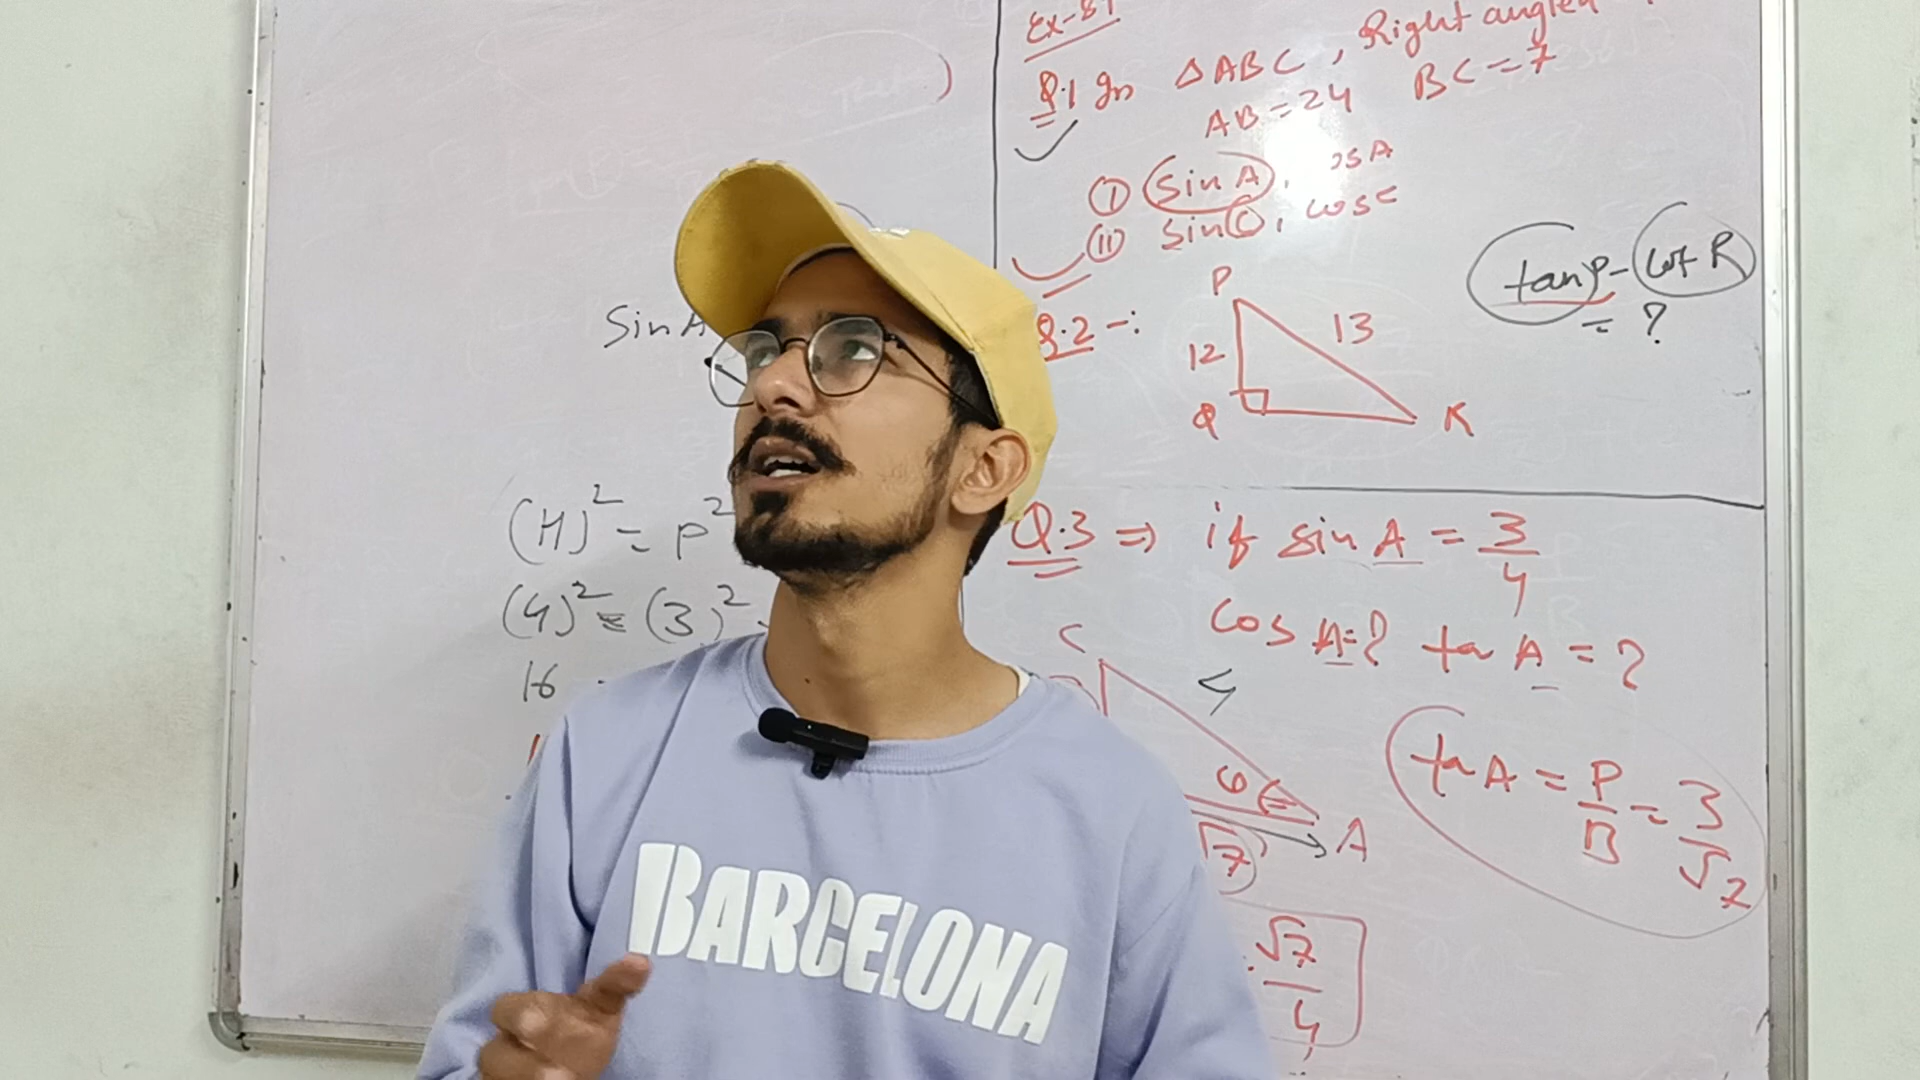 Ex-81
Q.1 In △ABC, Right angled
AB = 24 BC = 7
(I) sin A, cos A
(II) sin C, cos C
Q.2 -:
P
12
13
Q
R
tan P - cot R
= ?
Sin A
(H)² = P²
(4)² = (3)²
16
Q.3 ⇒ if sin A = 3/4
cos A = ? tan A = ?
C
4
θ
A
√7
tan A = P/B = 3/√7
√7/4
BARCELONA